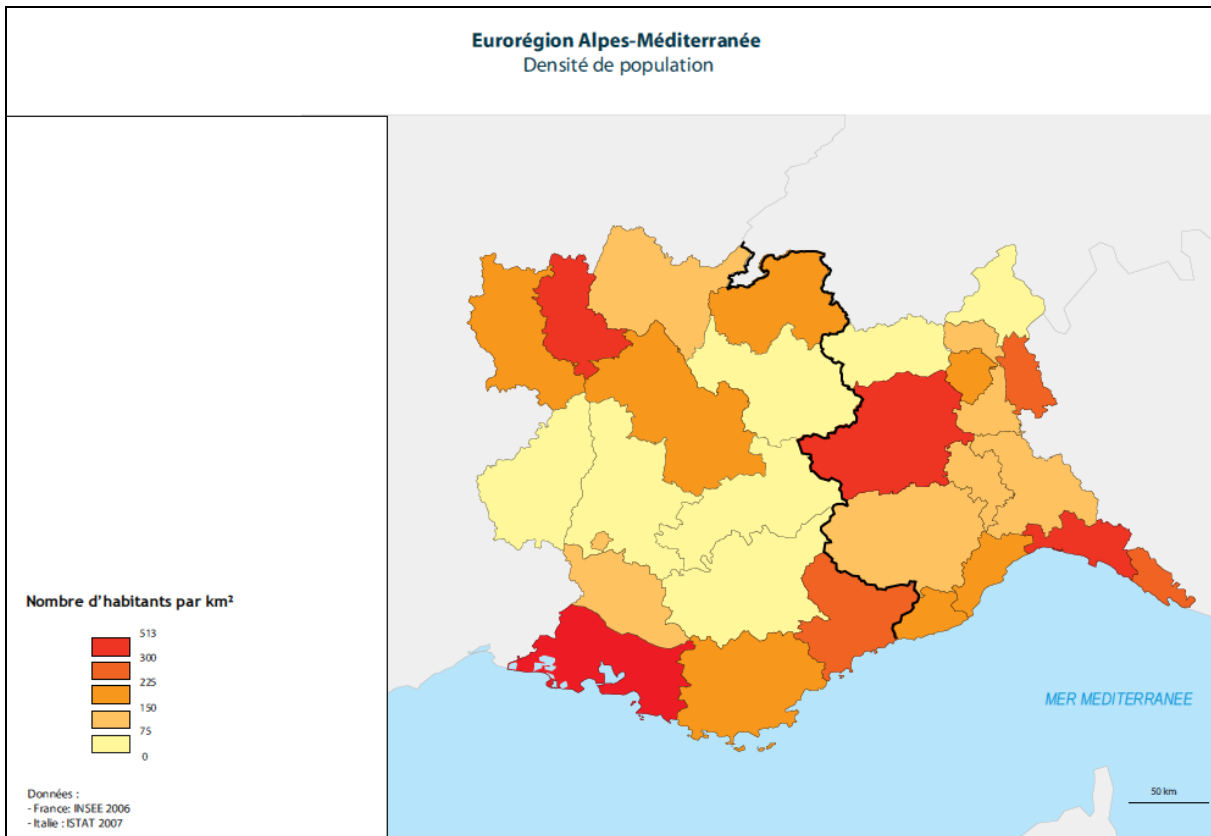 Eurorégion Alpes-Méditerranée
Densité de population
Nombre d'habitants par km²
513
300
225
150
75
0
Données :
- France: INSEE 2006
- Italie : ISTAT 2007
MER MEDITERRANEE
50 km